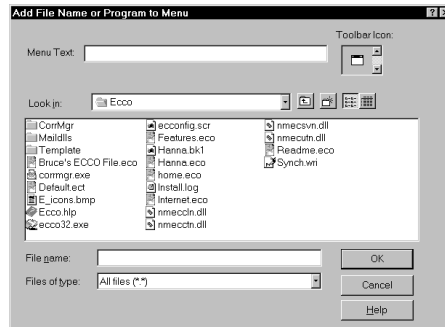 Add File Name or Program to Menu
Toolbar Icon:
Menu Text:
Look in: Ecco
CorrMgr
Maildlls
Template
Bruce's ECCO File.eco
corrmgr.exe
Default.ect
E_icons.bmp
Ecco.hlp
ecco32.exe
ecconfig.scr
Features.eco
Hanna.bk1
Hanna.eco
home.eco
Install.log
Internet.eco
nmeccln.dll
nmecctn.dll
nmecsvn.dll
nmecutn.dll
Readme.eco
Synch.wri
File name:
OK
Files of type: All files (*.*)
Cancel
Help